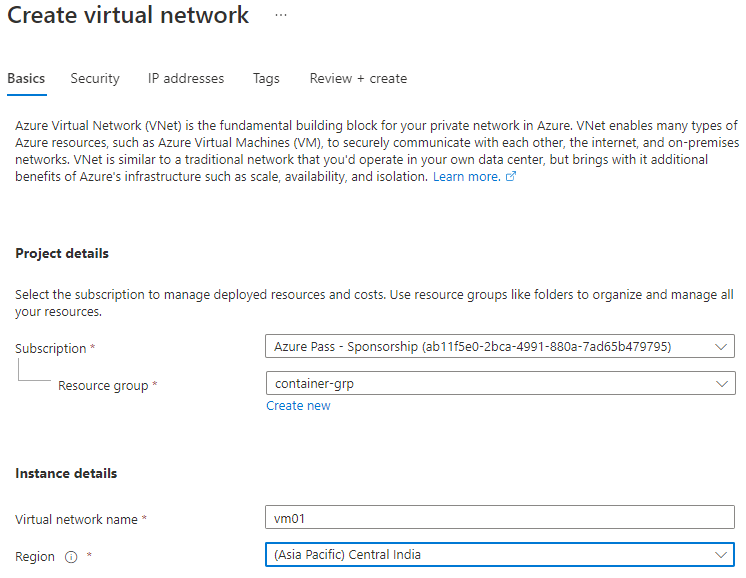 Create virtual network ...
Basics Security IP addresses Tags Review + create
Azure Virtual Network (VNet) is the fundamental building block for your private network in Azure. VNet enables many types of
Azure resources, such as Azure Virtual Machines (VM), to securely communicate with each other, the internet, and on-premises
networks. VNet is similar to a traditional network that you'd operate in your own data center, but brings with it additional
benefits of Azure's infrastructure such as scale, availability, and isolation. Learn more.
Project details
Select the subscription to manage deployed resources and costs. Use resource groups like folders to organize and manage all
your resources.
Subscription * Azure Pass - Sponsorship (ab11f5e0-2bca-4991-880a-7ad65b479795)
Resource group * container-grp
Create new
Instance details
Virtual network name * vm01
Region * (Asia Pacific) Central India